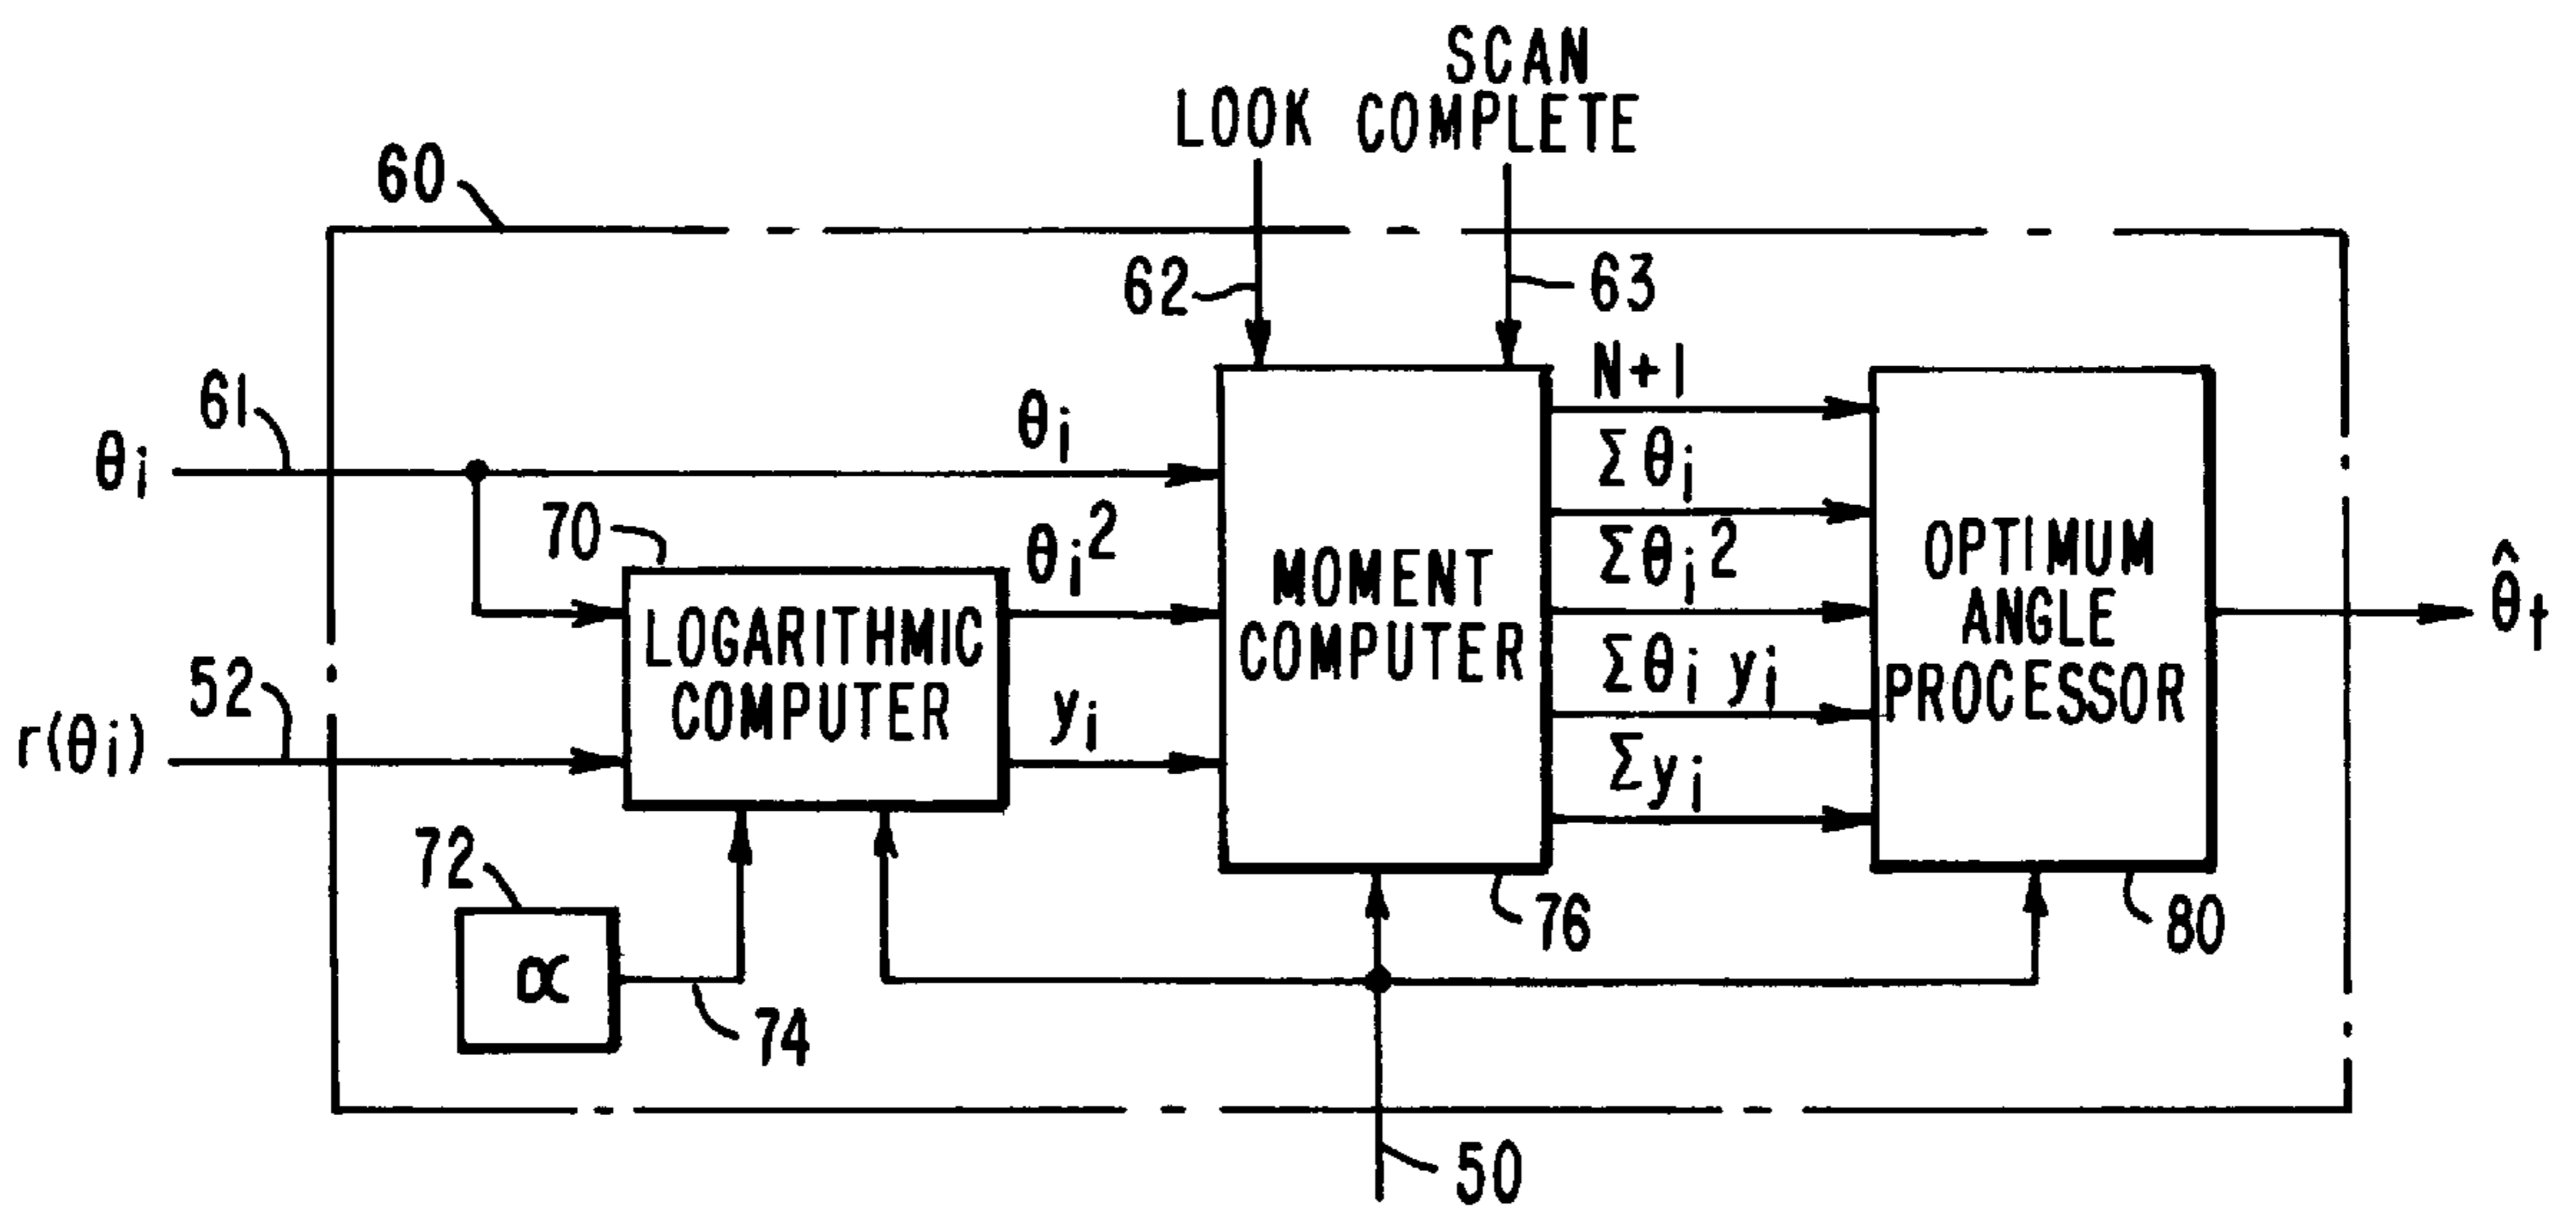 SCAN
LOOK COMPLETE
60
62
63
N+1
61
θi
θi
Σθi
70
θi²
Σθi²
OPTIMUM
ANGLE
PROCESSOR
θ̂t
MOMENT
COMPUTER
LOGARITHMIC
COMPUTER
52
r(θi)
yi
Σθi yi
Σyi
72
α
74
76
80
50